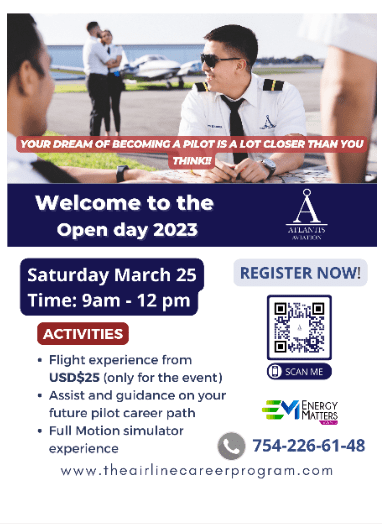 YOUR DREAM OF BECOMING A PILOT IS A LOT CLOSER THAN YOU
THINK!!
Welcome to the
Open day 2023
ATLANTIS
AVIATION
Saturday March 25
Time: 9am - 12 pm
REGISTER NOW!
ACTIVITIES
SCAN ME
• Flight experience from
USD$25 (only for the event)
• Assist and guidance on your
future pilot career path
• Full Motion simulator
experience
EM ENERGY
MATTERS
754-226-61-48
www.theairlinecareerprogram.com